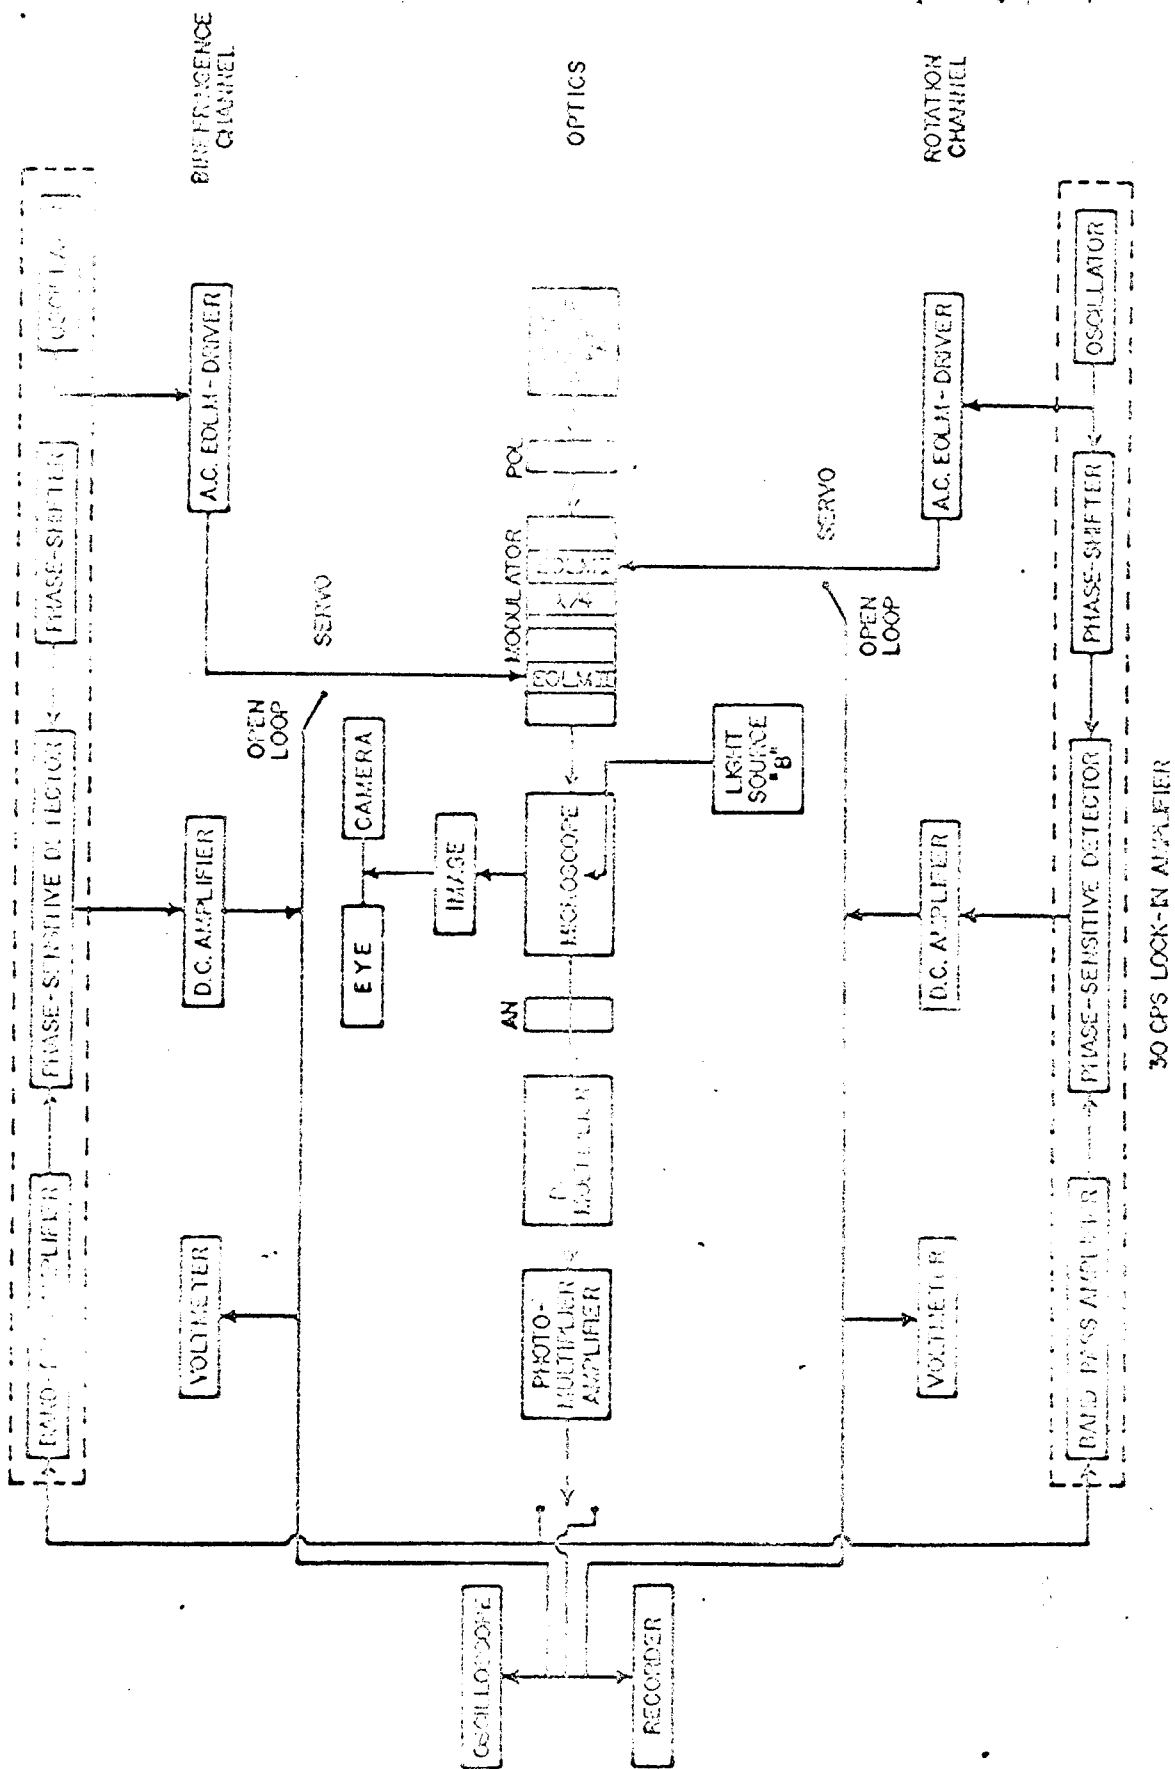 BIREFRINGENCE
CHANNEL
PHASE-SHIFTER
PHASE-SENSITIVE DETECTOR
A.C. EOLM-DRIVER
D.C. AMPLIFIER
VOLTMETER
SERVO
OPEN
LOOP
CAMERA
EYE
IMAGE
OPTICS
POL
MODULATOR
EOLM II
MICROSCOPE
AN
PHOTO-
MULTIPLIER
AMPLIFIER
LIGHT
SOURCE
"B"
OSCILLOSCOPE
RECORDER
SERVO
OPEN
LOOP
ROTATION
CHANNEL
A.C. EOLM-DRIVER
D.C. AMPLIFER
VOLTMETER
OSCILLATOR
PHASE-SHIFTER
PHASE-SENSITIVE DETECTOR
BAND PASS AMPLIFIER
30 CPS LOCK-IN AMPLIFIER